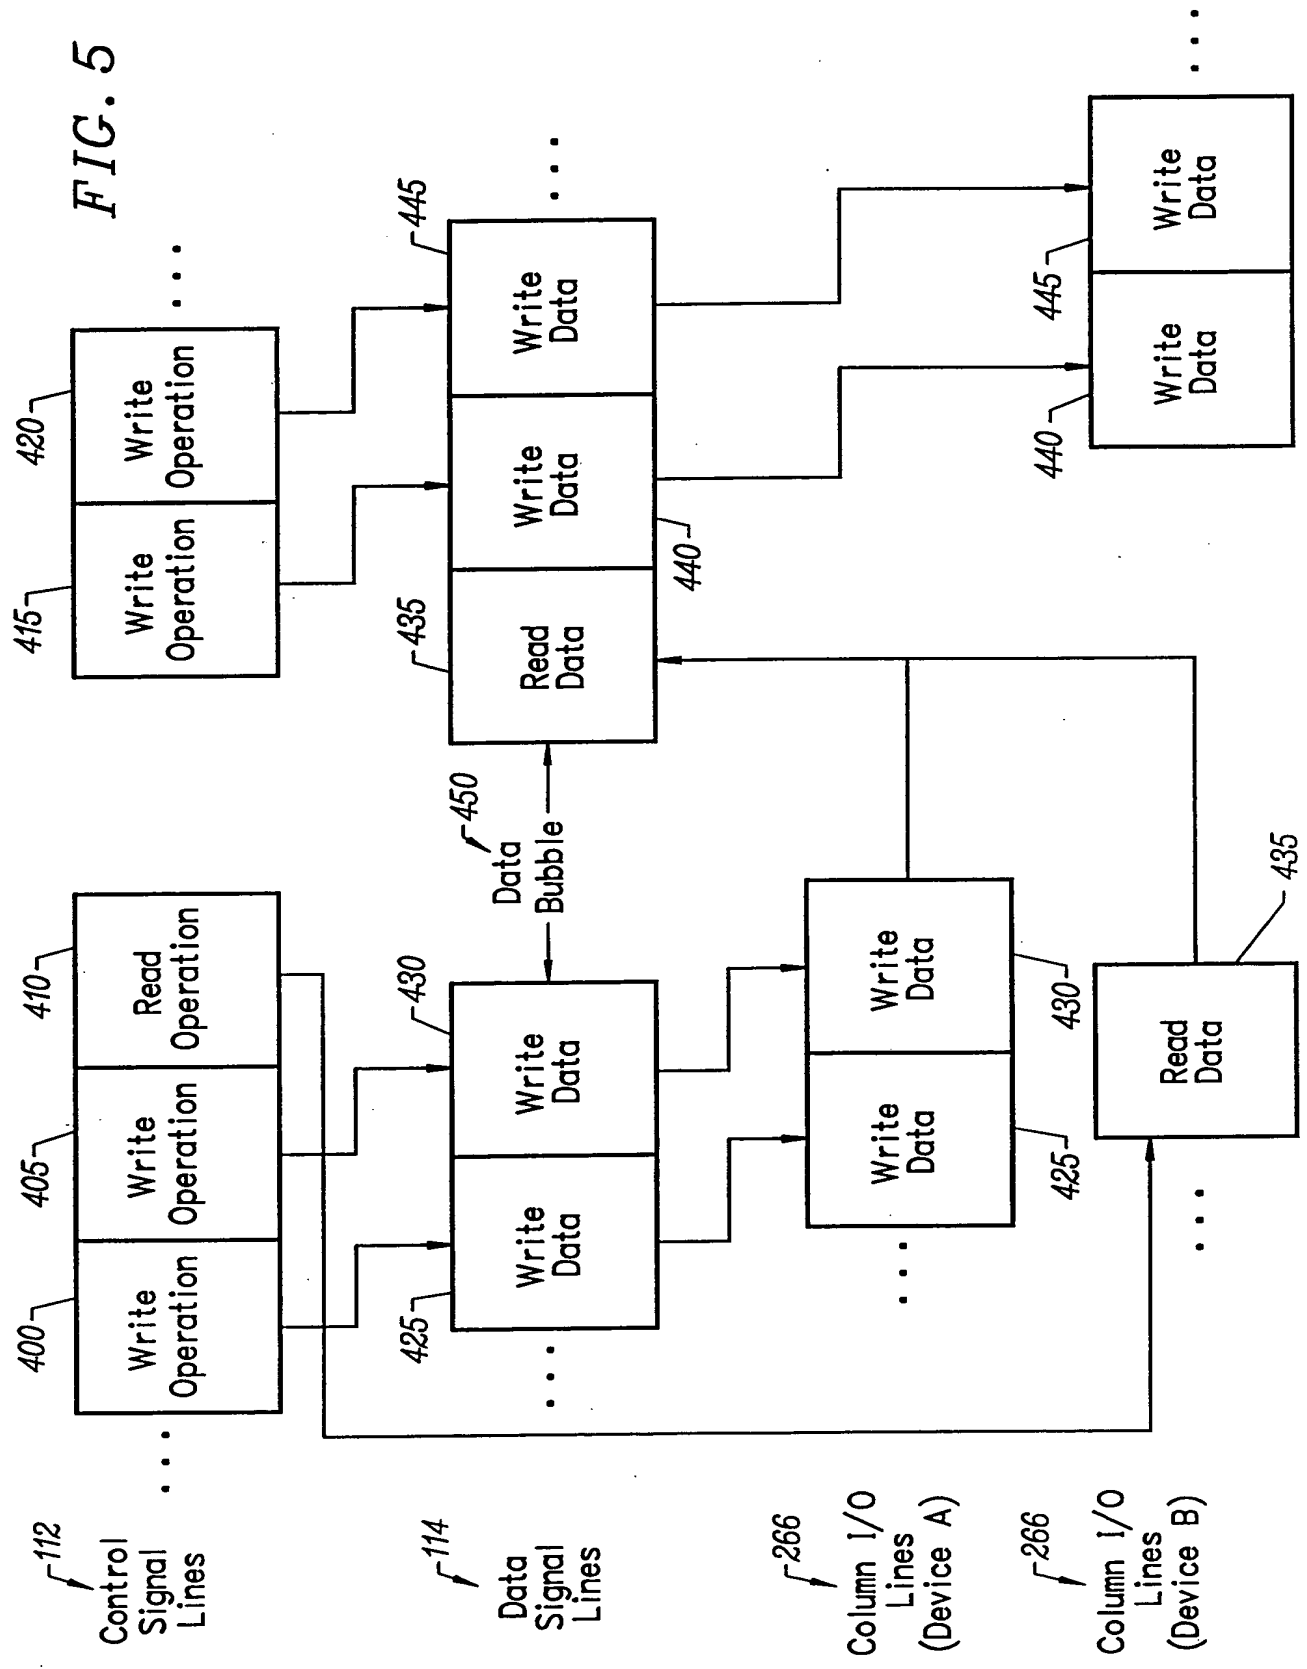 FIG. 5
112
Control
Signal
Lines
400
Write
Operation
405
Write
Operation
410
Read
Operation
415
Write
Operation
420
Write
Operation
114
Data
Signal
Lines
425
Write
Data
430
Write
Data
450
Data
Bubble
435
Read
Data
440
Write
Data
445
Write
Data
266
Column I/O
Lines
(Device A)
425
Write
Data
430
Write
Data
266
Column I/O
Lines
(Device B)
435
Read
Data
440
Write
Data
445
Write
Data